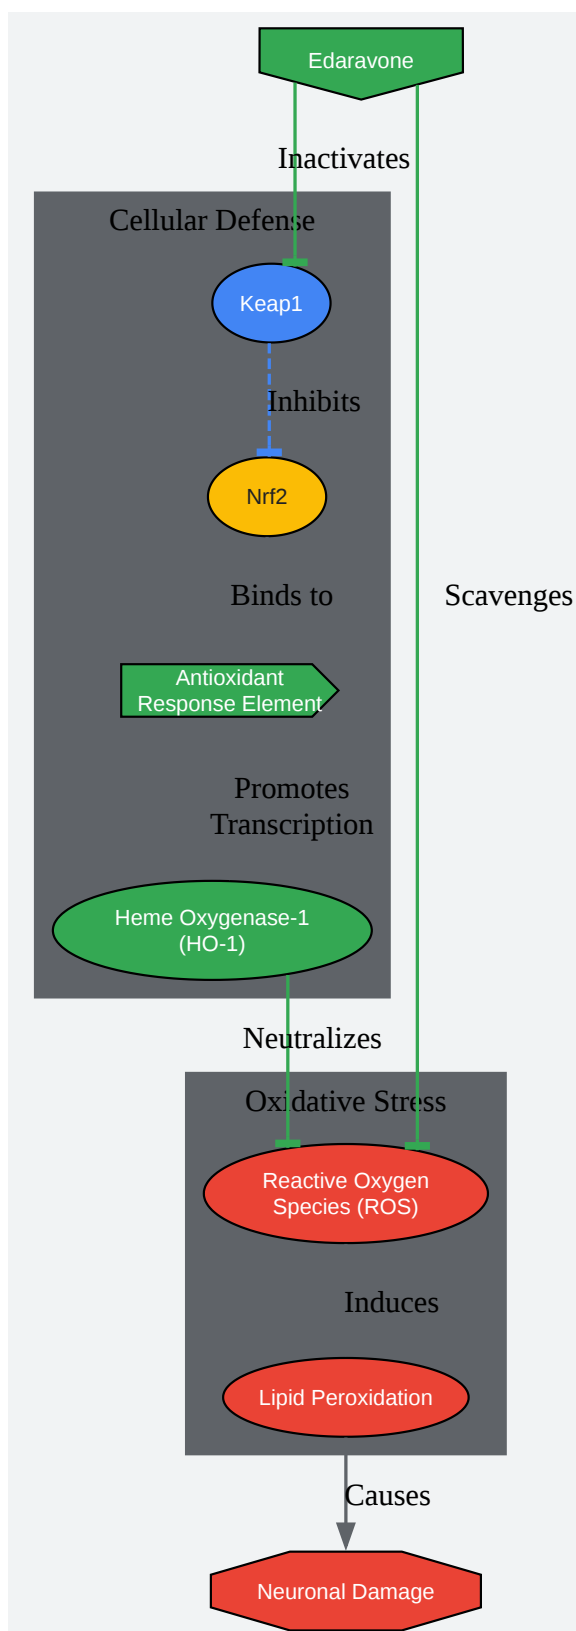 Edaravone
Inactivates
Cellular Defense
Keap1
Inhibits
Nrf2
Binds to
Scavenges
Antioxidant
Response Element
Promotes
Transcription
Heme Oxygenase-1
(HO-1)
Neutralizes
Oxidative Stress
Reactive Oxygen
Species (ROS)
Induces
Lipid Peroxidation
Causes
Neuronal Damage